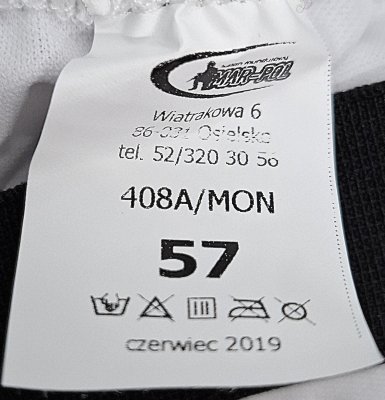 MAR-POL
Wiatrakowa 6
86-031 Osielsko
tel. 52/320 30 56
408A/MON
57
czerwiec 2019